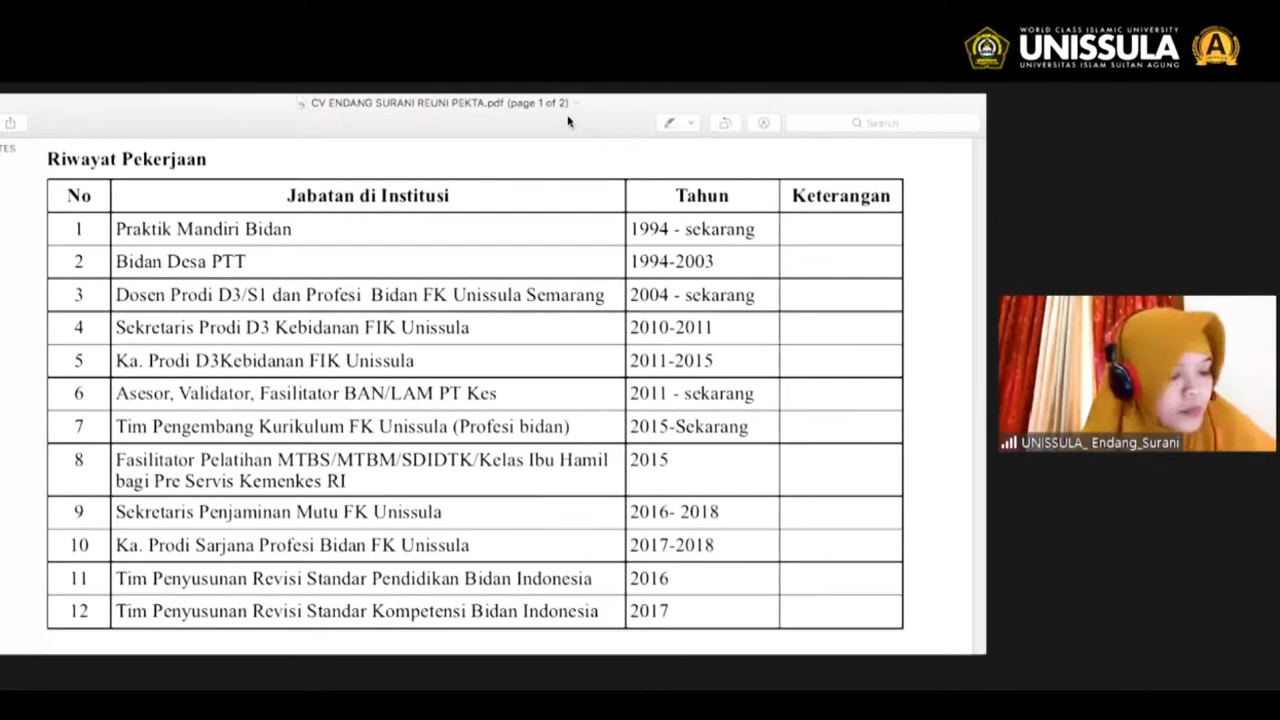 WORLD CLASS ISLAMIC UNIVERSITY
UNISSULA
UNIVERSITAS ISLAM SULTAN AGUNG
A
CV ENDANG SURANI REUNI PEKTA.pdf (page 1 of 2)
Search
TES
Riwayat Pekerjaan
No Jabatan di Institusi Tahun Keterangan
1 Praktik Mandiri Bidan 1994 - sekarang
2 Bidan Desa PTT 1994-2003
3 Dosen Prodi D3/S1 dan Profesi Bidan FK Unissula Semarang 2004 - sekarang
4 Sekretaris Prodi D3 Kebidanan FIK Unissula 2010-2011
5 Ka. Prodi D3Kebidanan FIK Unissula 2011-2015
6 Asesor, Validator, Fasilitator BAN/LAM PT Kes 2011 - sekarang
7 Tim Pengembang Kurikulum FK Unissula (Profesi bidan) 2015-Sekarang
8 Fasilitator Pelatihan MTBS/MTBM/SDIDTK/Kelas Ibu Hamil 2015
bagi Pre Servis Kemenkes RI
9 Sekretaris Penjaminan Mutu FK Unissula 2016- 2018
10 Ka. Prodi Sarjana Profesi Bidan FK Unissula 2017-2018
11 Tim Penyusunan Revisi Standar Pendidikan Bidan Indonesia 2016
12 Tim Penyusunan Revisi Standar Kompetensi Bidan Indonesia 2017
UNISSULA_ Endang_Surani